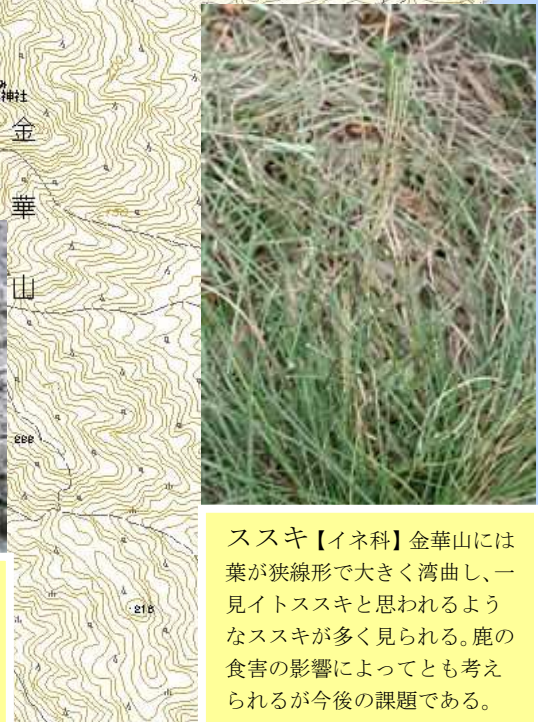 神社
金
華
山
218
ススキ【イネ科】金華山には
葉が狭線形で大きく湾曲し、一
見イトススキと思われるよう
なススキが多く見られる。鹿の
食害の影響によってとも考え
られるが今後の課題である。